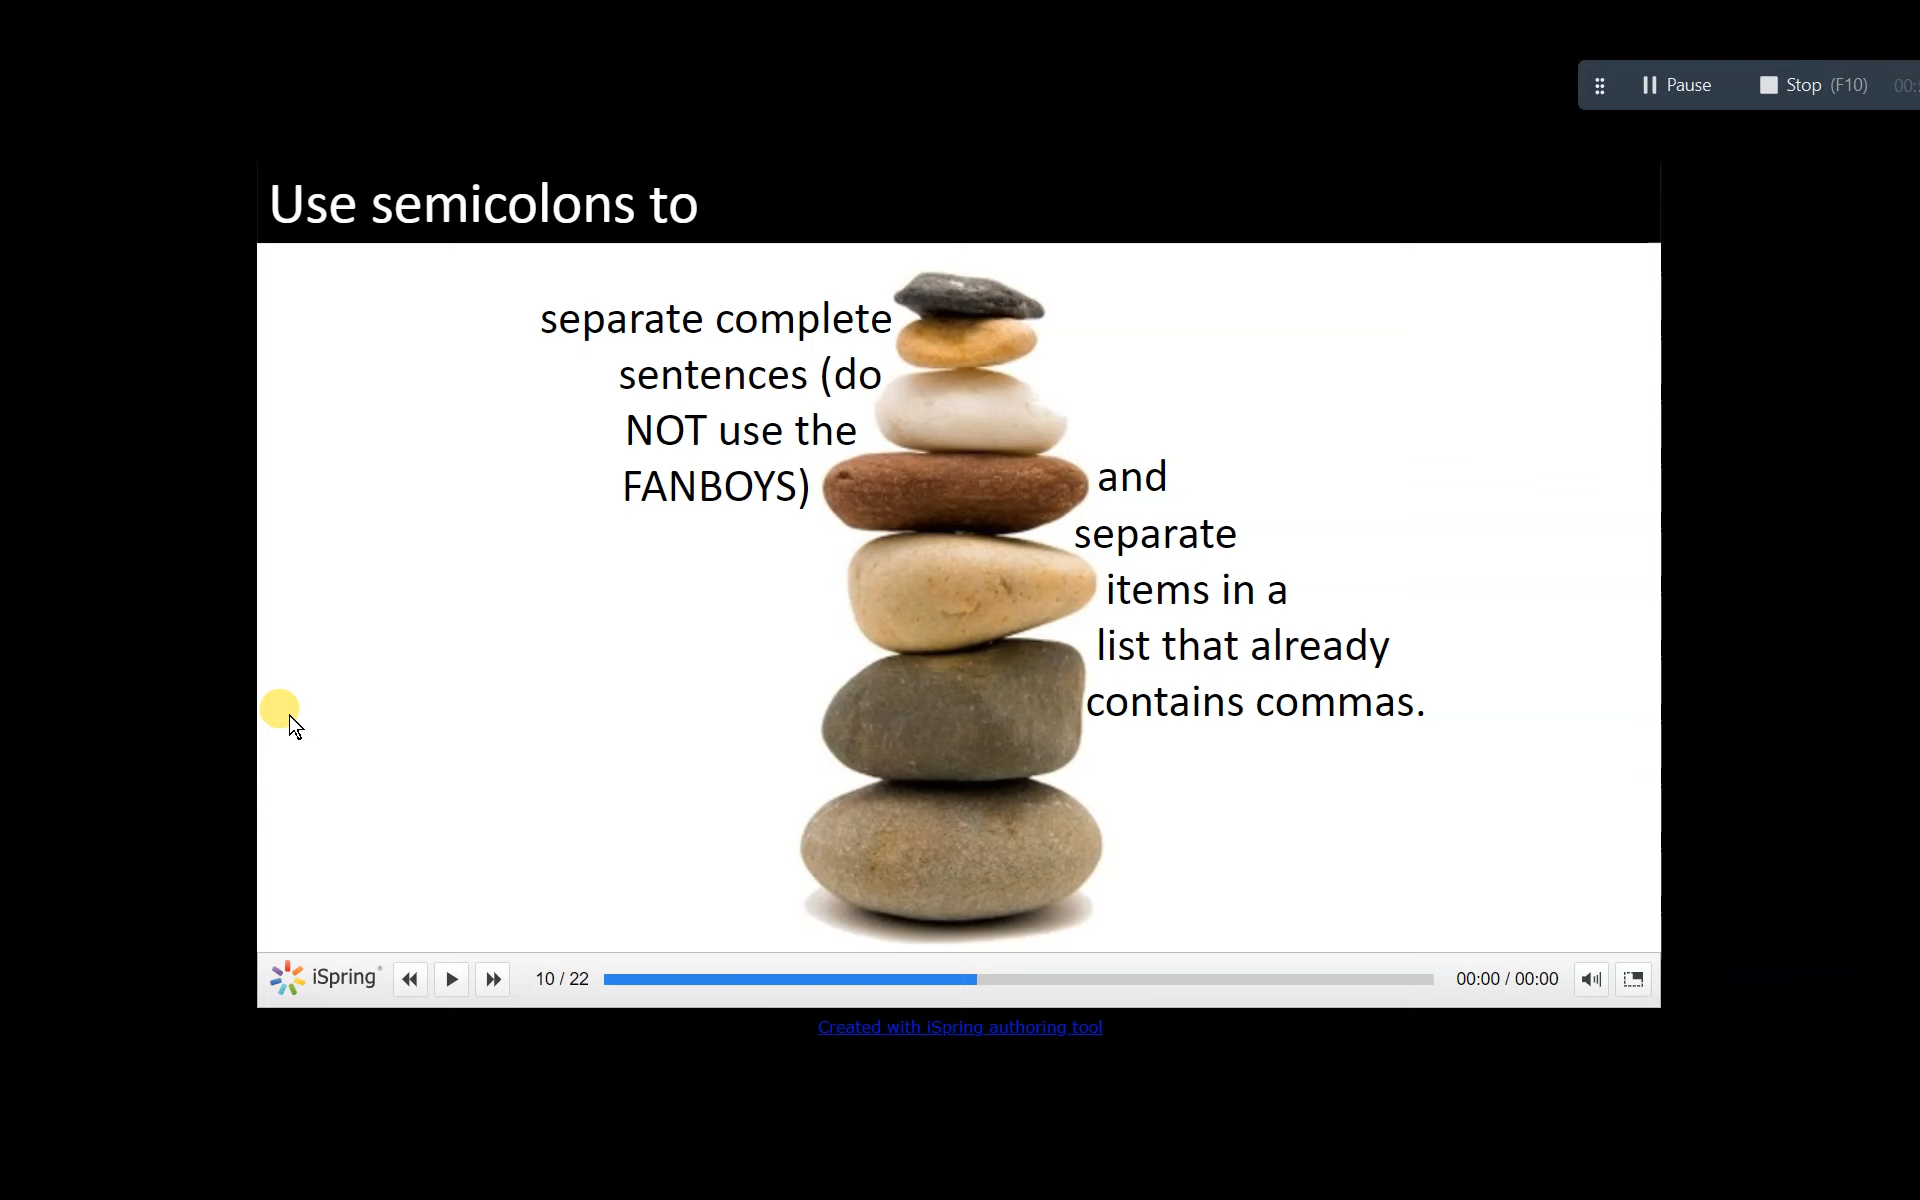 Pause
Stop (F10)
00:
Use semicolons to
separate complete
sentences (do
NOT use the
FANBOYS)
and
separate
items in a
list that already
contains commas.
iSpring
10 / 22
00:00 / 00:00
Created with iSpring authoring tool